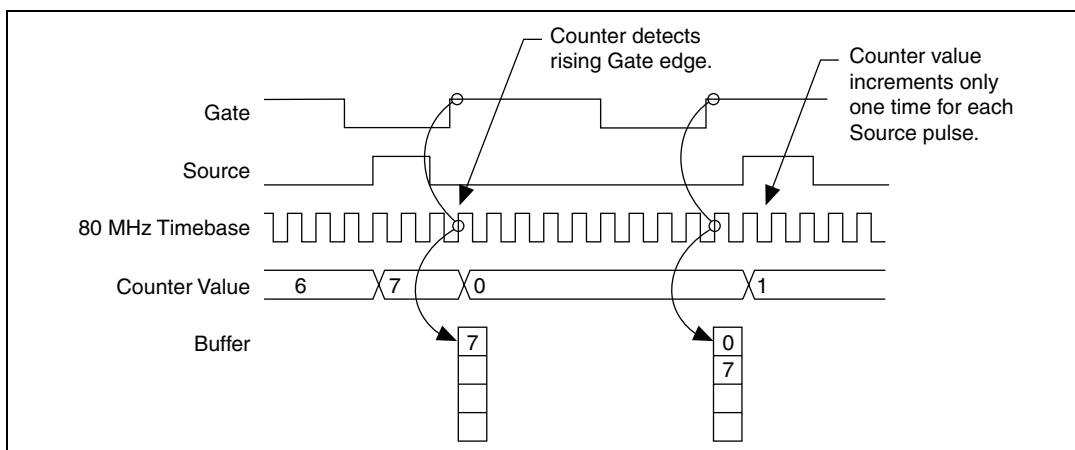 Counter detects
rising Gate edge.
Counter value
increments only
one time for each
Source pulse.
Gate
Source
80 MHz Timebase
Counter Value
6
7
0
1
Buffer
7
0
7